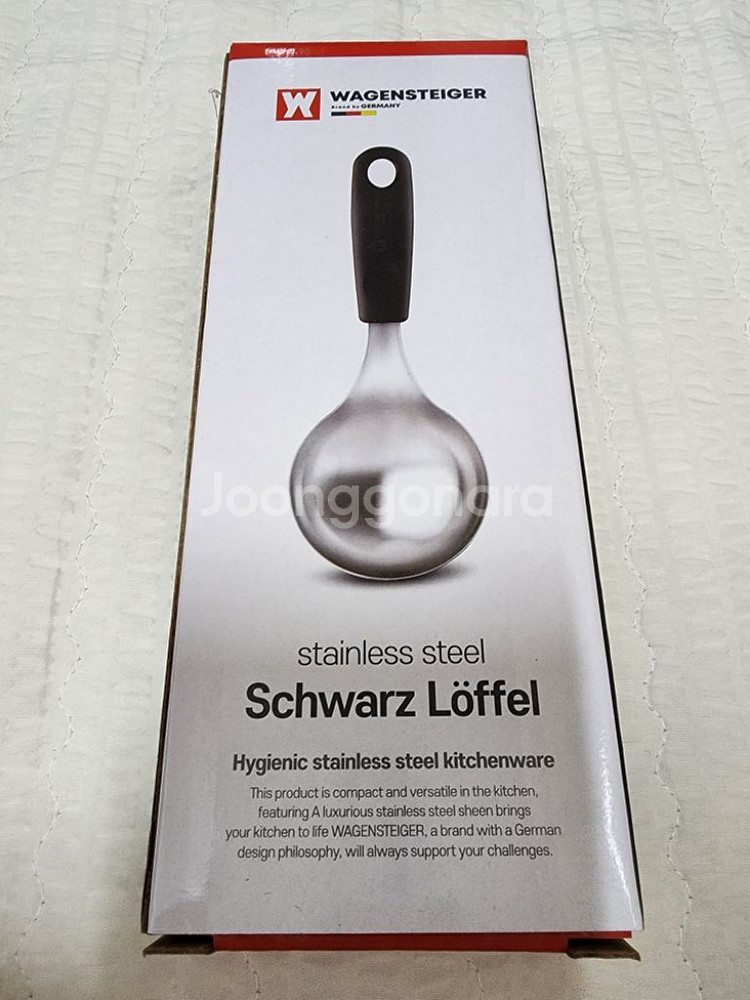 WAGENSTEIGER
Brand by GERMANY
Joonggonara
stainless steel
Schwarz Löffel
Hygienic stainless steel kitchenware
This product is compact and versatile in the kitchen,
featuring A luxurious stainless steel sheen brings
your kitchen to life WAGENSTEIGER, a brand with a German
design philosophy, will always support your challenges.